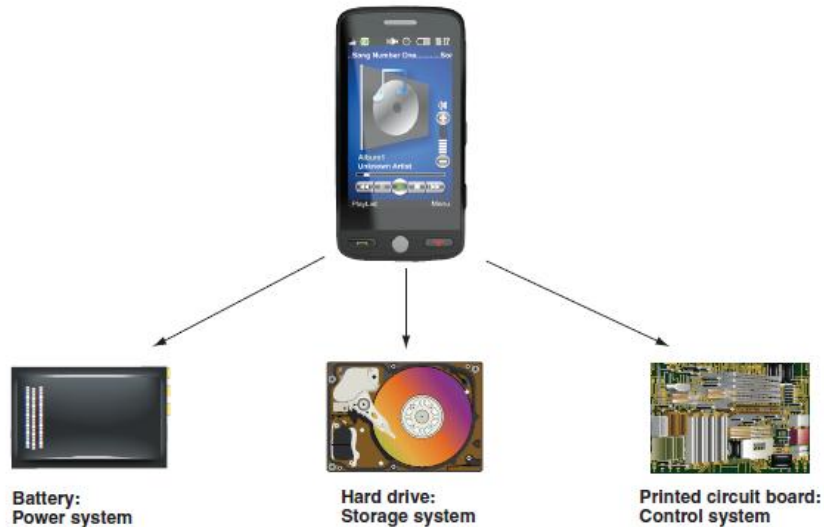 Song Number One..........Sor
Album1
Unknown Artist
PlayList
Menu
Battery:
Power system
Hard drive:
Storage system
Printed circuit board:
Control system